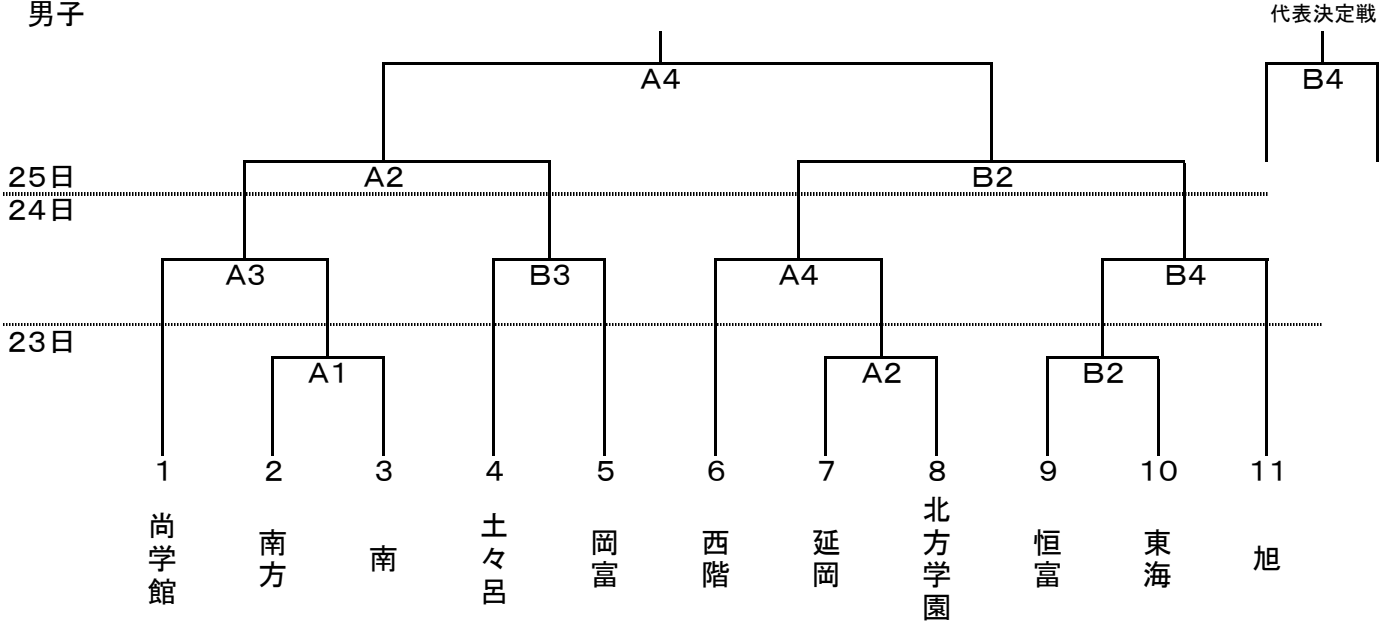 男子
代表決定戦
A4
B4
25日
A2
B2
24日
A3
B3
A4
B4
23日
A1
A2
B2
1
2
3
4
5
6
7
8
9
10
11
尚学館
南方
南
土々呂
岡富
西階
延岡
北方学園
恒富
東海
旭